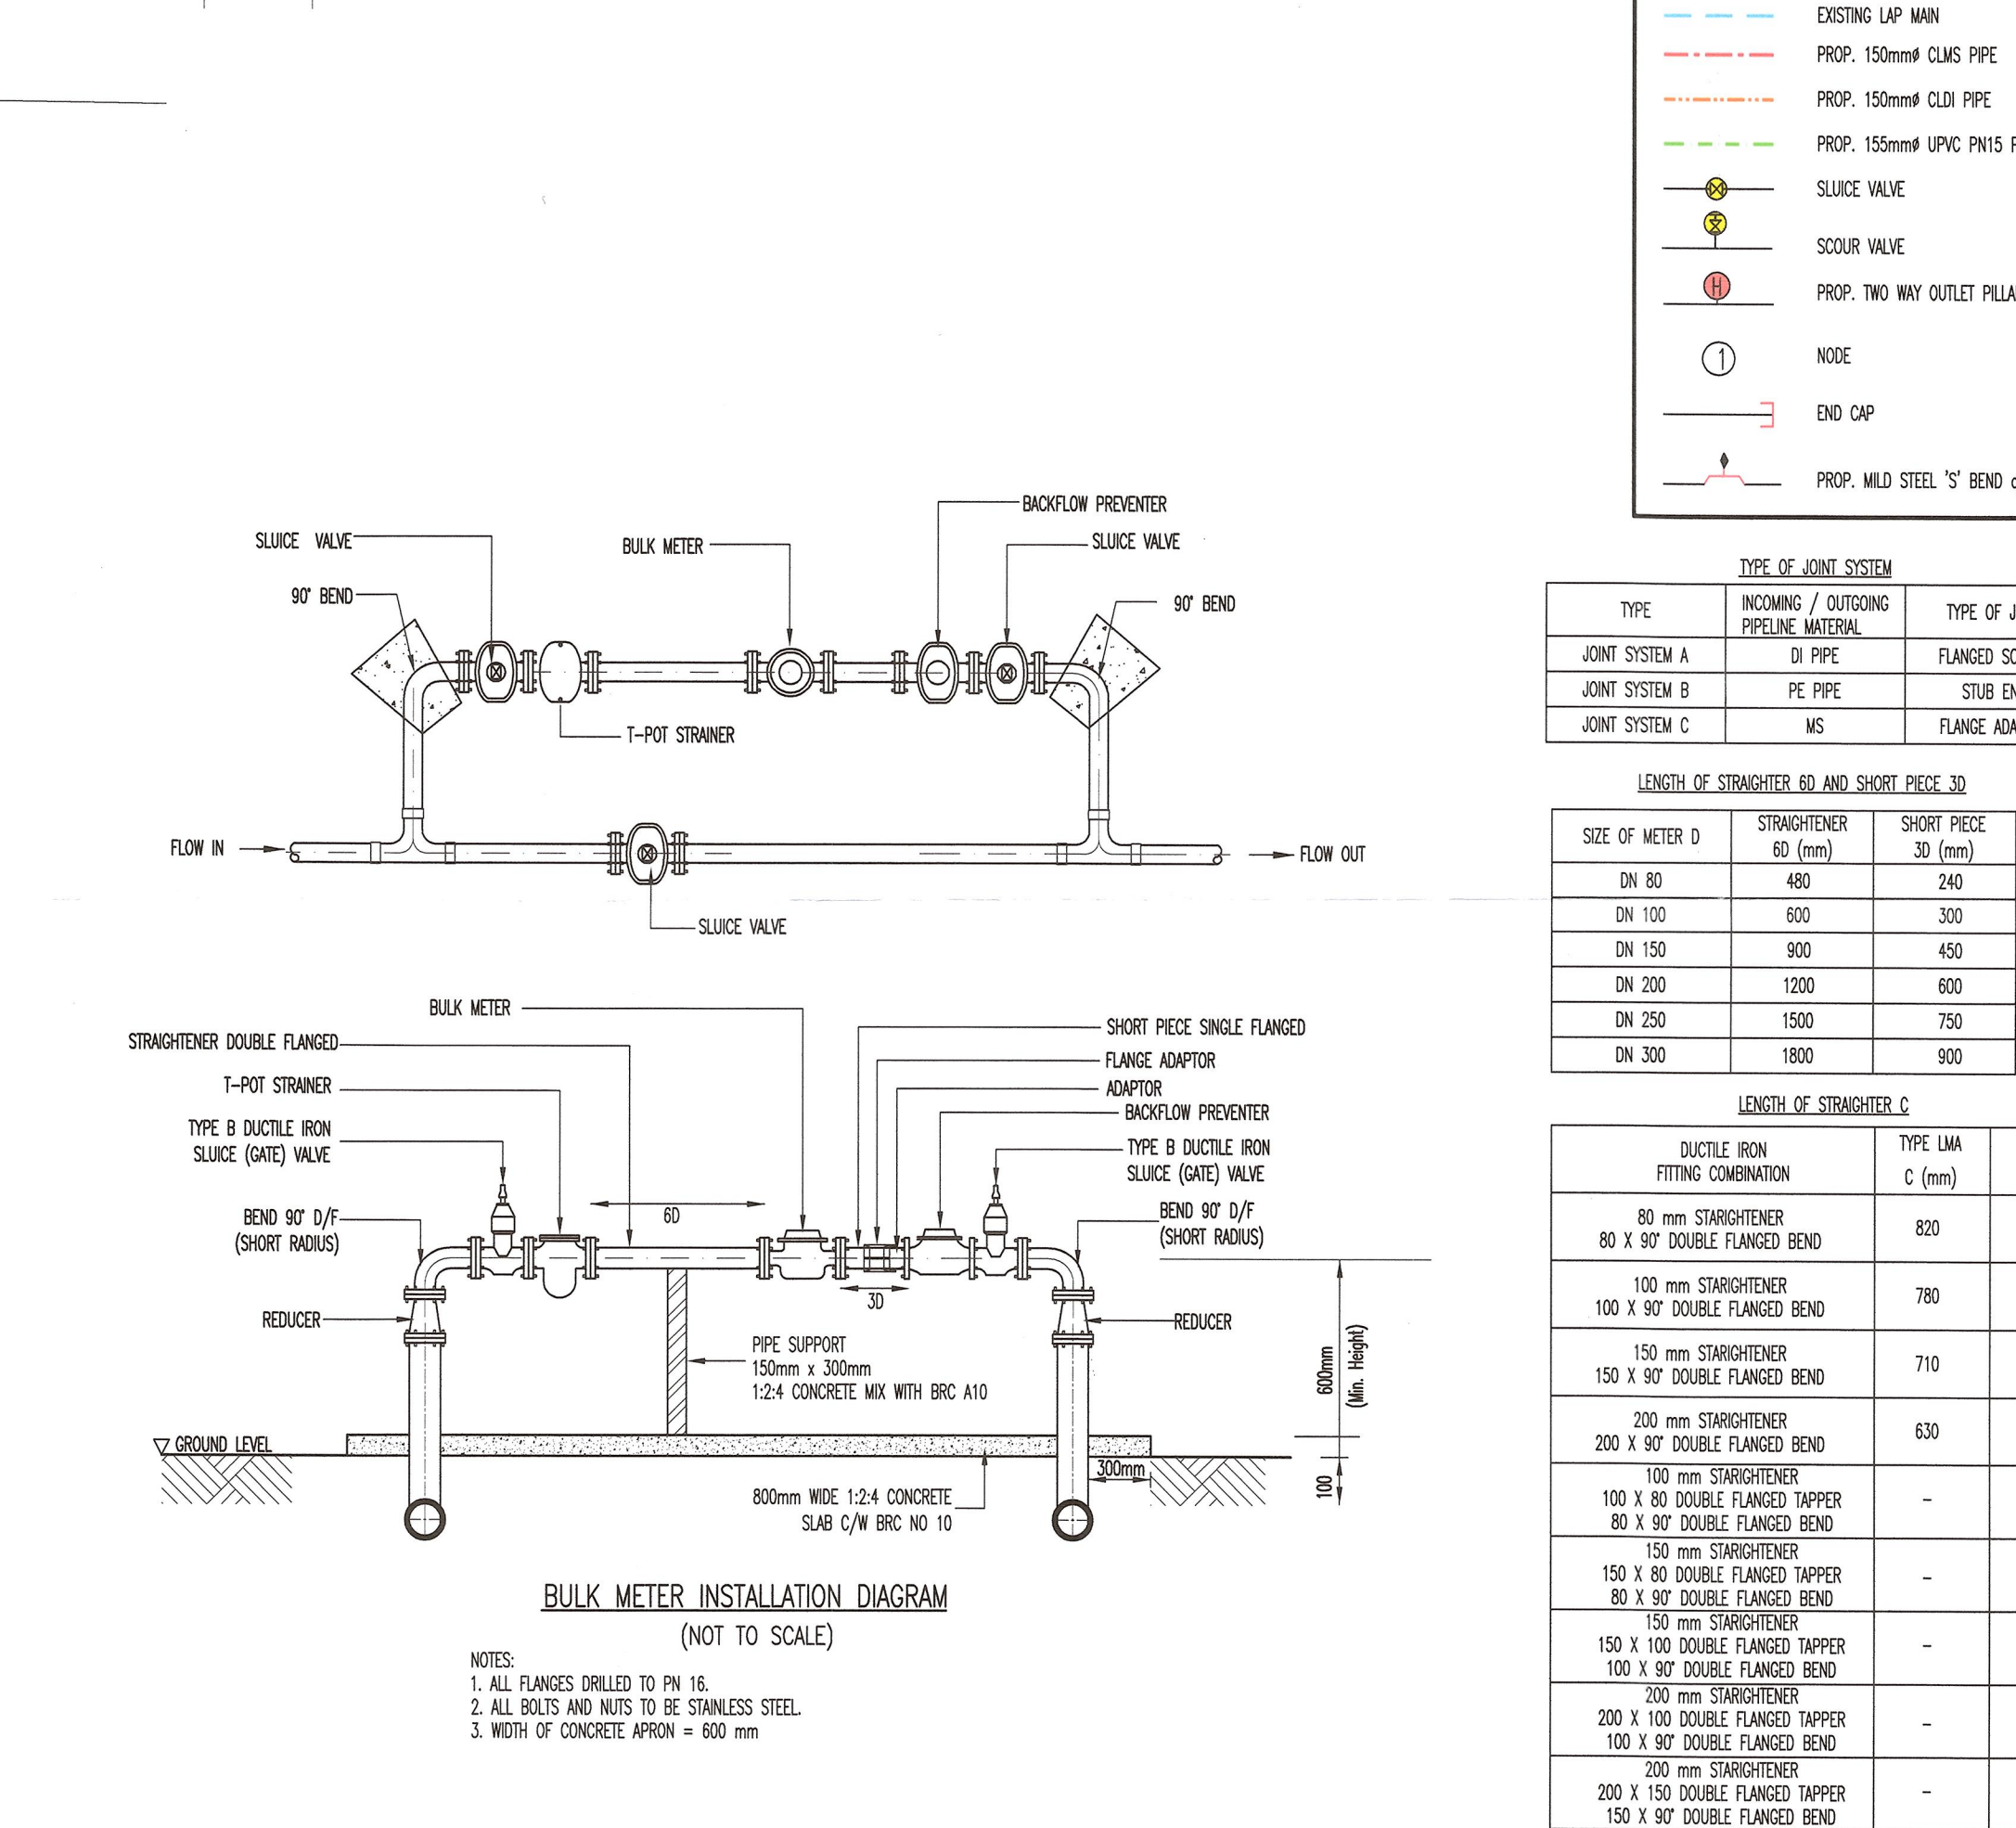 EXISTING LAP MAIN
PROP. 150mmø CLMS PIPE
PROP. 150mmø CLDI PIPE
PROP. 155mmø UPVC PN15
SLUICE VALVE
SCOUR VALVE
H
PROP. TWO WAY OUTLET
1
NODE
END CAP
PROP. MILD STEEL 'S' BEND
BACKFLOW PREVENTER
SLUICE VALVE
BULK METER
SLUICE VALVE
90° BEND
90° BEND
T-POT STRAINER
FLOW IN
FLOW OUT
SLUICE VALVE
BULK METER
STRAIGHTENER DOUBLE FLANGED
T-POT STRAINER
TYPE B DUCTILE IRON
SLUICE (GATE) VALVE
BEND 90° D/F
(SHORT RADIUS)
REDUCER
SHORT PIECE SINGLE FLANGED
FLANGE ADAPTOR
ADAPTOR
BACKFLOW PREVENTER
TYPE B DUCTILE IRON
SLUICE (GATE) VALVE
BEND 90° D/F
(SHORT RADIUS)
REDUCER
6D
3D
PIPE SUPPORT
150mm x 300mm
1:2:4 CONCRETE MIX WITH BRC A10
600mm
(Min. Height)
GROUND LEVEL
300mm
100
800mm WIDE 1:2:4 CONCRETE
SLAB C/W BRC NO 10
BULK METER INSTALLATION DIAGRAM
(NOT TO SCALE)
NOTES:
1. ALL FLANGES DRILLED TO PN 16.
2. ALL BOLTS AND NUTS TO BE STAINLESS STEEL.
3. WIDTH OF CONCRETE APRON = 600 mm
TYPE OF JOINT SYSTEM
TYPE INCOMING / OUTGOING PIPELINE MATERIAL TYPE OF
JOINT SYSTEM A DI PIPE FLANGED
JOINT SYSTEM B PE PIPE STUB
JOINT SYSTEM C MS FLANGE
LENGTH OF STRAIGHTER 6D AND SHORT PIECE 3D
SIZE OF METER D STRAIGHTENER 6D (mm) SHORT PIECE 3D (mm)
DN 80 480 240
DN 100 600 300
DN 150 900 450
DN 200 1200 600
DN 250 1500 750
DN 300 1800 900
LENGTH OF STRAIGHTER C
DUCTILE IRON FITTING COMBINATION TYPE LMA C (mm)
80 mm STARIGHTENER
80 X 90° DOUBLE FLANGED BEND
820
100 mm STARIGHTENER
100 X 90° DOUBLE FLANGED BEND
780
150 mm STARIGHTENER
150 X 90° DOUBLE FLANGED BEND
710
200 mm STARIGHTENER
200 X 90° DOUBLE FLANGED BEND
630
100 mm STARIGHTENER
100 X 80 DOUBLE FLANGED TAPPER
80 X 90° DOUBLE FLANGED BEND
-
150 mm STARIGHTENER
150 X 80 DOUBLE FLANGED TAPPER
80 X 90° DOUBLE FLANGED BEND
-
150 mm STARIGHTENER
150 X 100 DOUBLE FLANGED TAPPER
100 X 90° DOUBLE FLANGED BEND
-
200 mm STARIGHTENER
200 X 100 DOUBLE FLANGED TAPPER
100 X 90° DOUBLE FLANGED BEND
-
200 mm STARIGHTENER
200 X 150 DOUBLE FLANGED TAPPER
150 X 90° DOUBLE FLANGED BEND
-